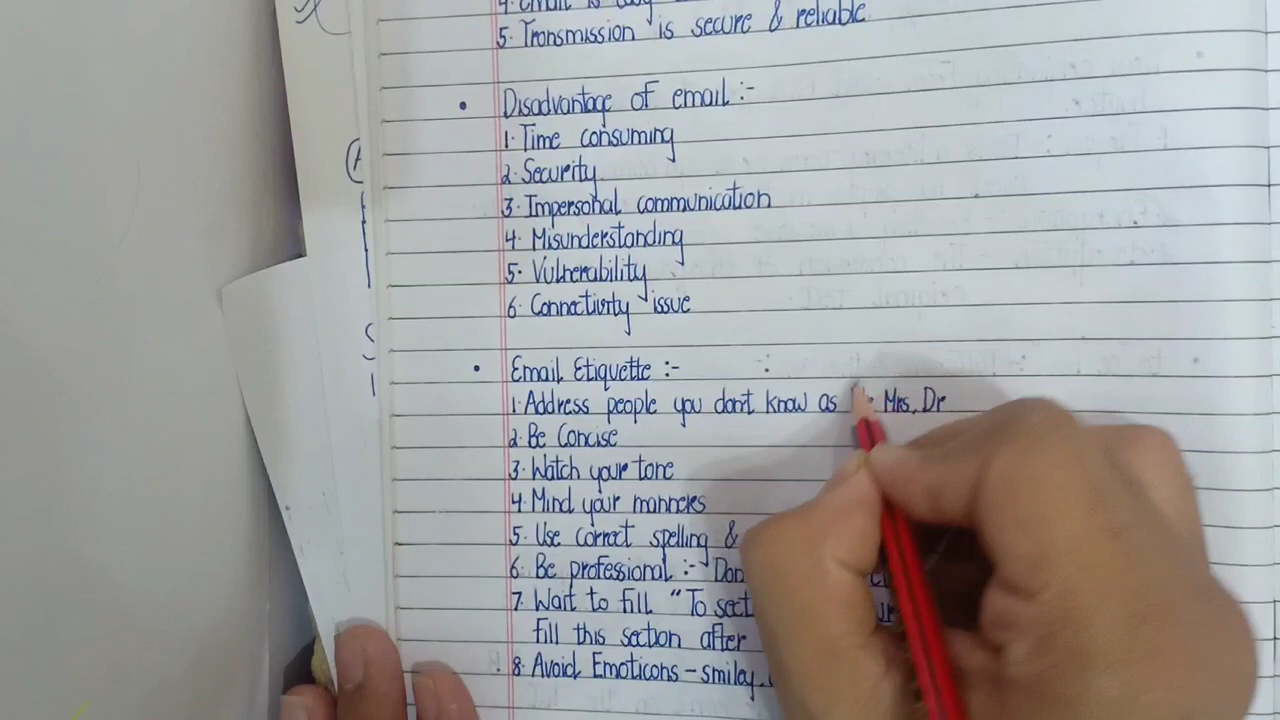 4. Email is
5. Transmission is secure & reliable.
• Disadvantage of email :-
1. Time consuming
2. Security
3. Impersonal communication
4. Misunderstanding
5. Vulnerability
6. Connectivity issue
• Email Etiquette :-
1. Address people you don't know as Mrs, Dr
2. Be Concise
3. Watch your tone
4. Mind your manners
5. Use correct spelling &
6. Be professional :-
7. Wait to fill "To
fill this section after
8. Avoid Emoticons - smiley